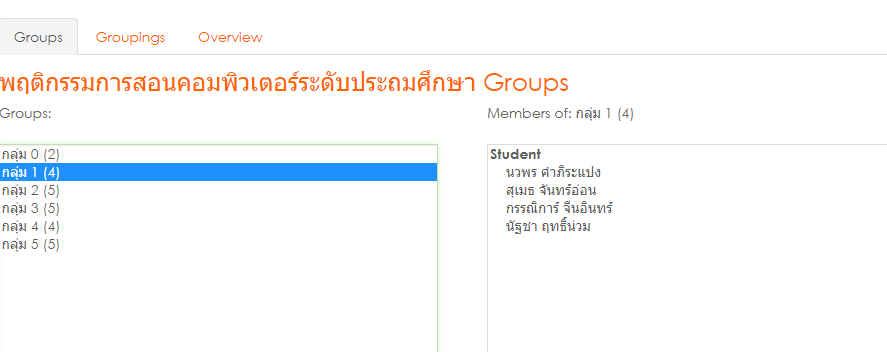 Groups Groupings Overview
พฤติกรรมการสอนคอมพิวเตอร์ระดับประถมศึกษา Groups
Groups:
กลุ่ม 0 (2)
กลุ่ม 1 (4)
กลุ่ม 2 (5)
กลุ่ม 3 (5)
กลุ่ม 4 (4)
กลุ่ม 5 (5)
Members of: กลุ่ม 1 (4)
Student
นวพร คำภิระแปง
สุเมธ จันทร์อ่อน
กรรณิการ์ จีนอินทร์
นัฐชา ฤทธิ์น่วม